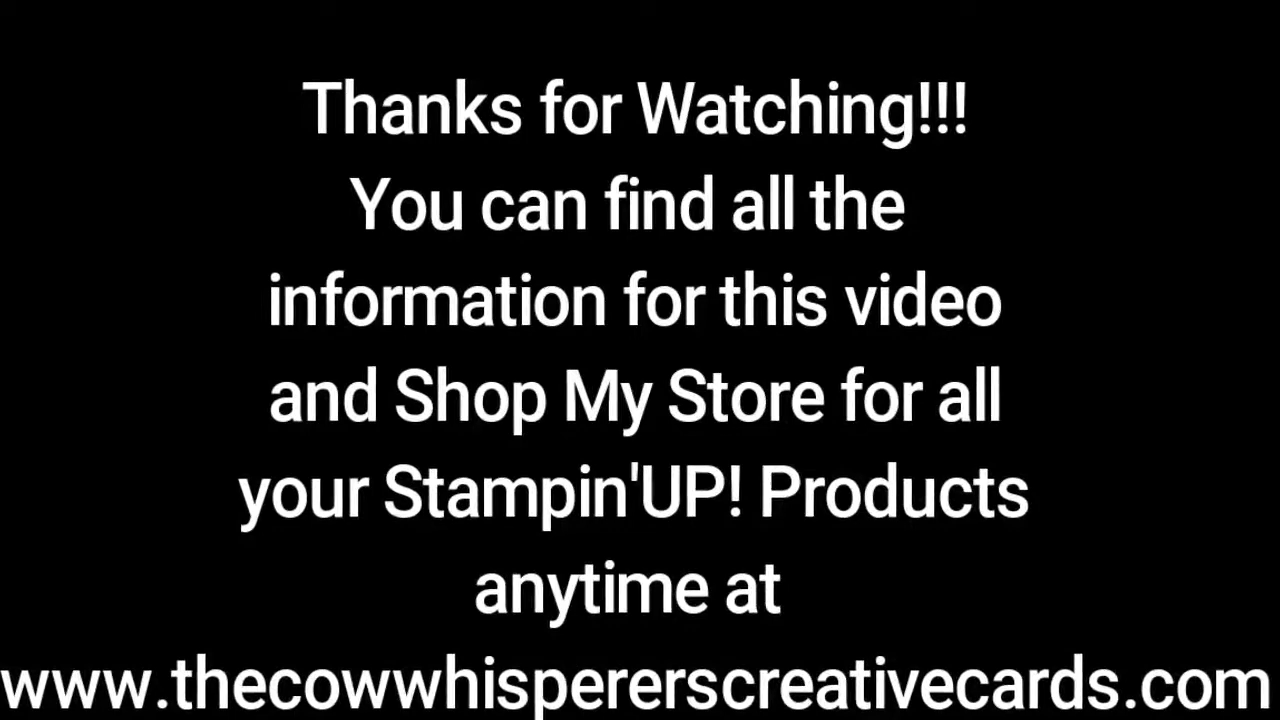 Thanks for Watching!!!
You can find all the
information for this video
and Shop My Store for all
your Stampin'UP! Products
anytime at
www.thecowwhispererscreativecards.com